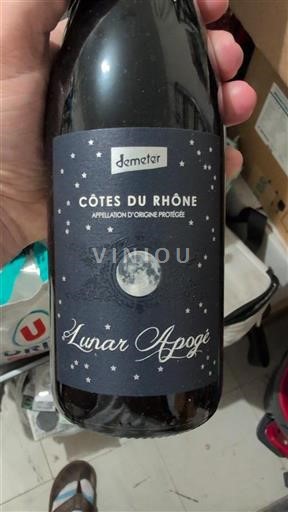 demeter
CÔTES DU RHÔNE
APPELLATION D'ORIGINE PROTÉGÉE
VINIOU
Lunar Apogé
U